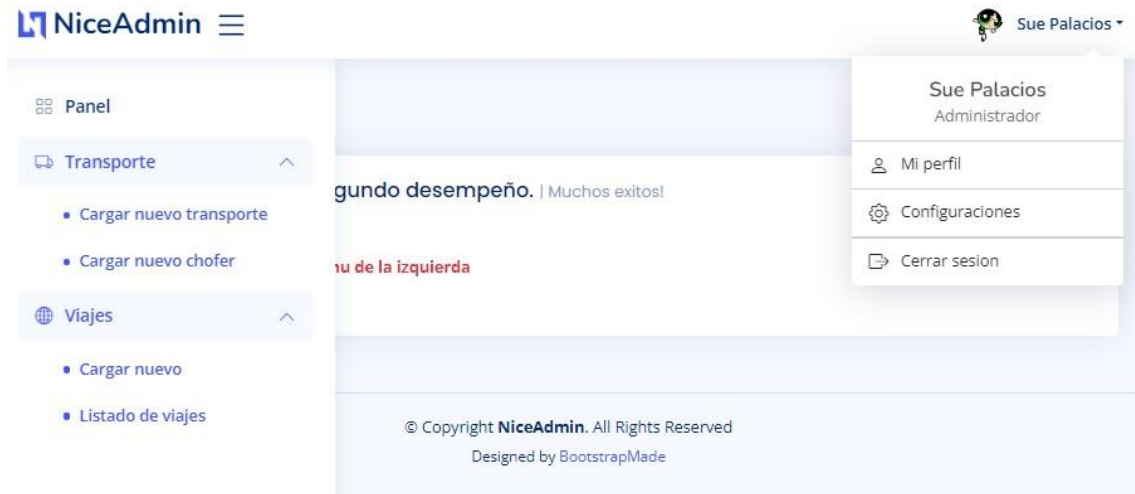 NiceAdmin
Sue Palacios
Sue Palacios
Administrador
Mi perfil
Configuraciones
Cerrar sesion
Panel
Transporte
Cargar nuevo transporte
Cargar nuevo chofer
Viajes
Cargar nuevo
Listado de viajes
desempeño. | Muchos exitos!
de la izquierda
© Copyright NiceAdmin. All Rights Reserved
Designed by BootstrapMade